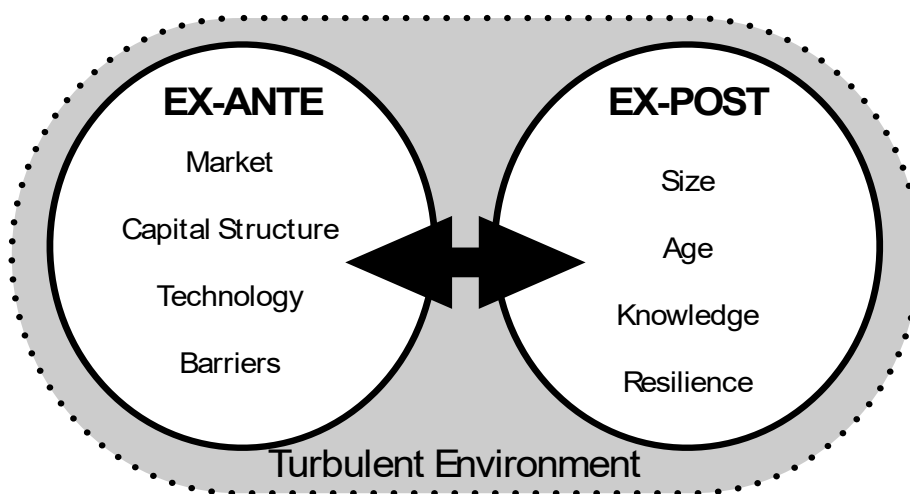 EX-ANTE
Market
Capital Structure
Technology
Barriers
EX-POST
Size
Age
Knowledge
Resilience
Turbulent Environment